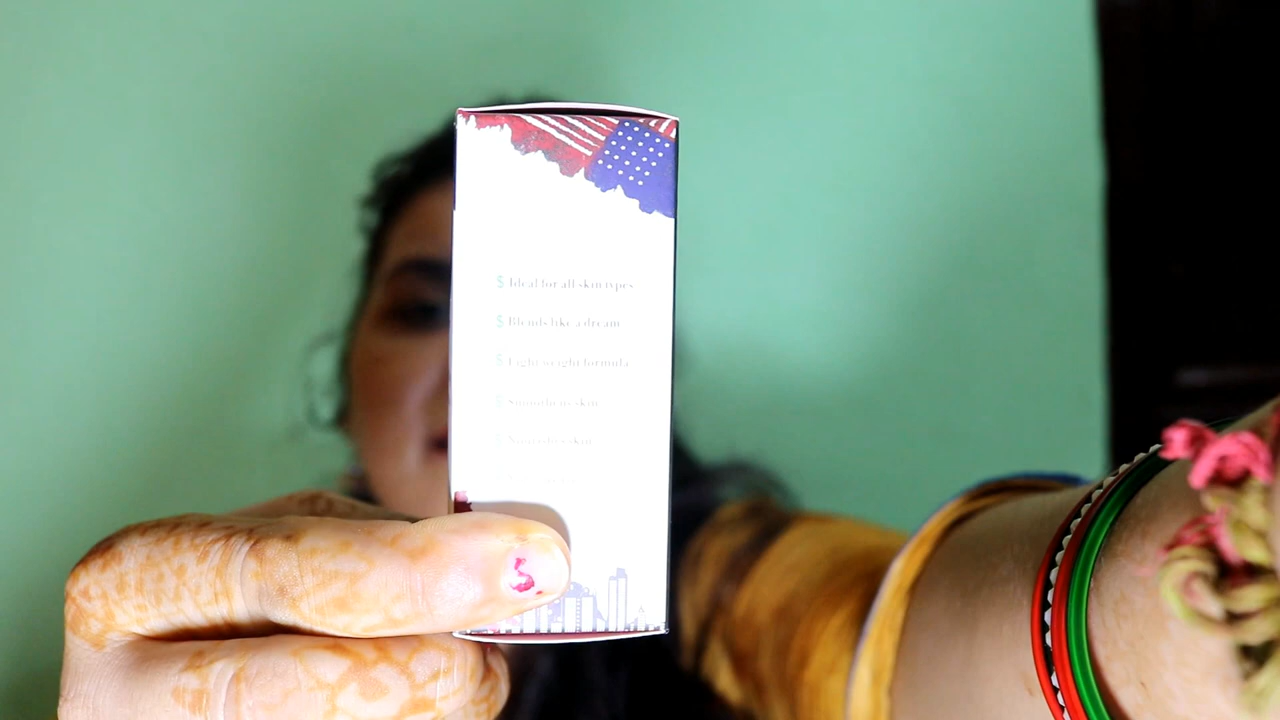 $ Ideal for all skin types
$ Blends like a dream
$ Light weight formula
$ Smoothens skin
$ Nourishes skin